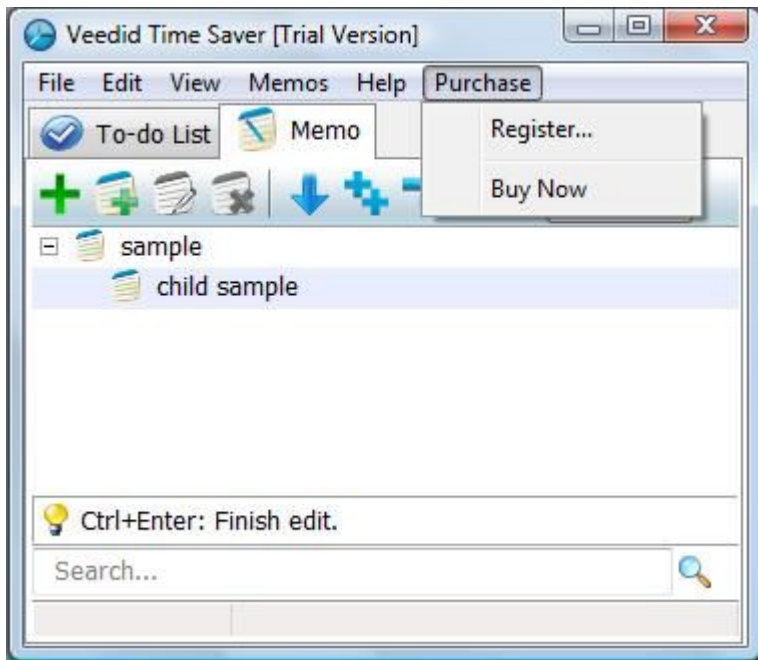 Veedid Time Saver [Trial Version]
File Edit View Memos Help Purchase
To-do List Memo
Register...
Buy Now
sample
child sample
Ctrl+Enter: Finish edit.
Search...